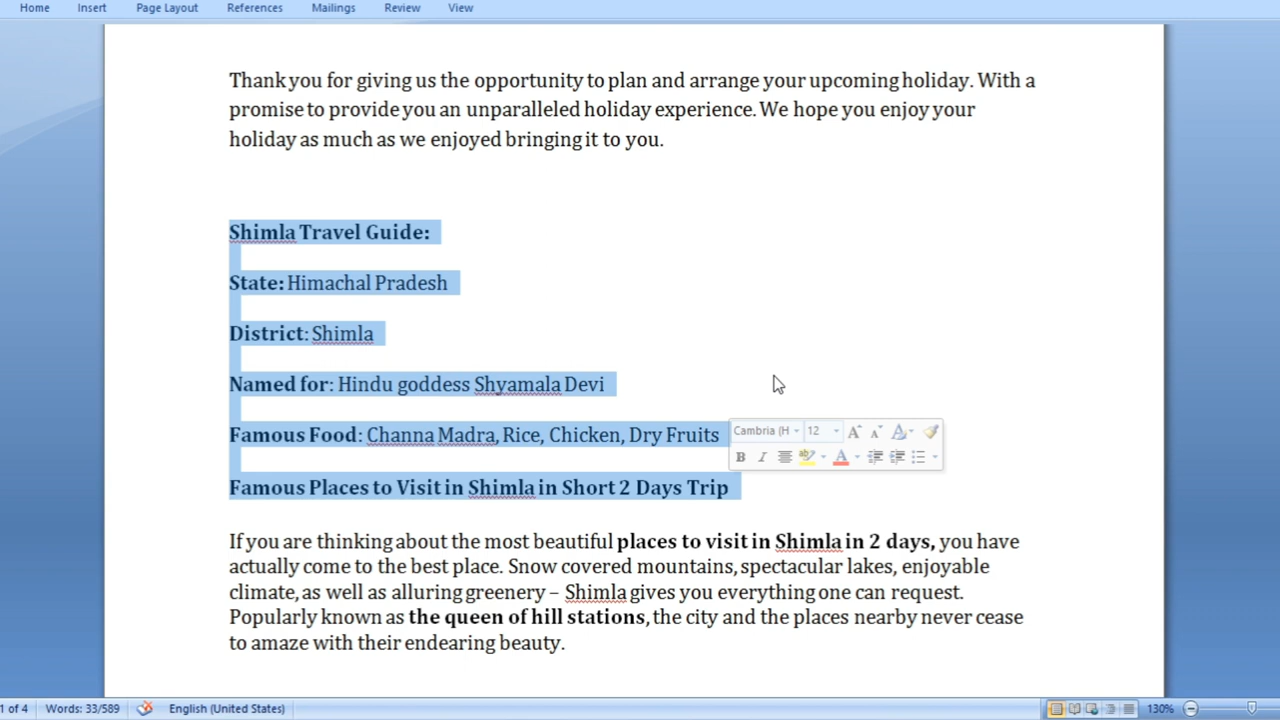 Home Insert Page Layout References Mailings Review View
Thank you for giving us the opportunity to plan and arrange your upcoming holiday. With a
promise to provide you an unparalleled holiday experience. We hope you enjoy your
holiday as much as we enjoyed bringing it to you.
Shimla Travel Guide:
State: Himachal Pradesh
District: Shimla
Named for: Hindu goddess Shyamala Devi
Famous Food: Channa Madra, Rice, Chicken, Dry Fruits
Cambria (H 12 A A A
B I ab A
Famous Places to Visit in Shimla in Short 2 Days Trip
If you are thinking about the most beautiful places to visit in Shimla in 2 days, you have
actually come to the best place. Snow covered mountains, spectacular lakes, enjoyable
climate, as well as alluring greenery – Shimla gives you everything one can request.
Popularly known as the queen of hill stations, the city and the places nearby never cease
to amaze with their endearing beauty.
1 of 4 Words: 33/589 English (United States) 130%